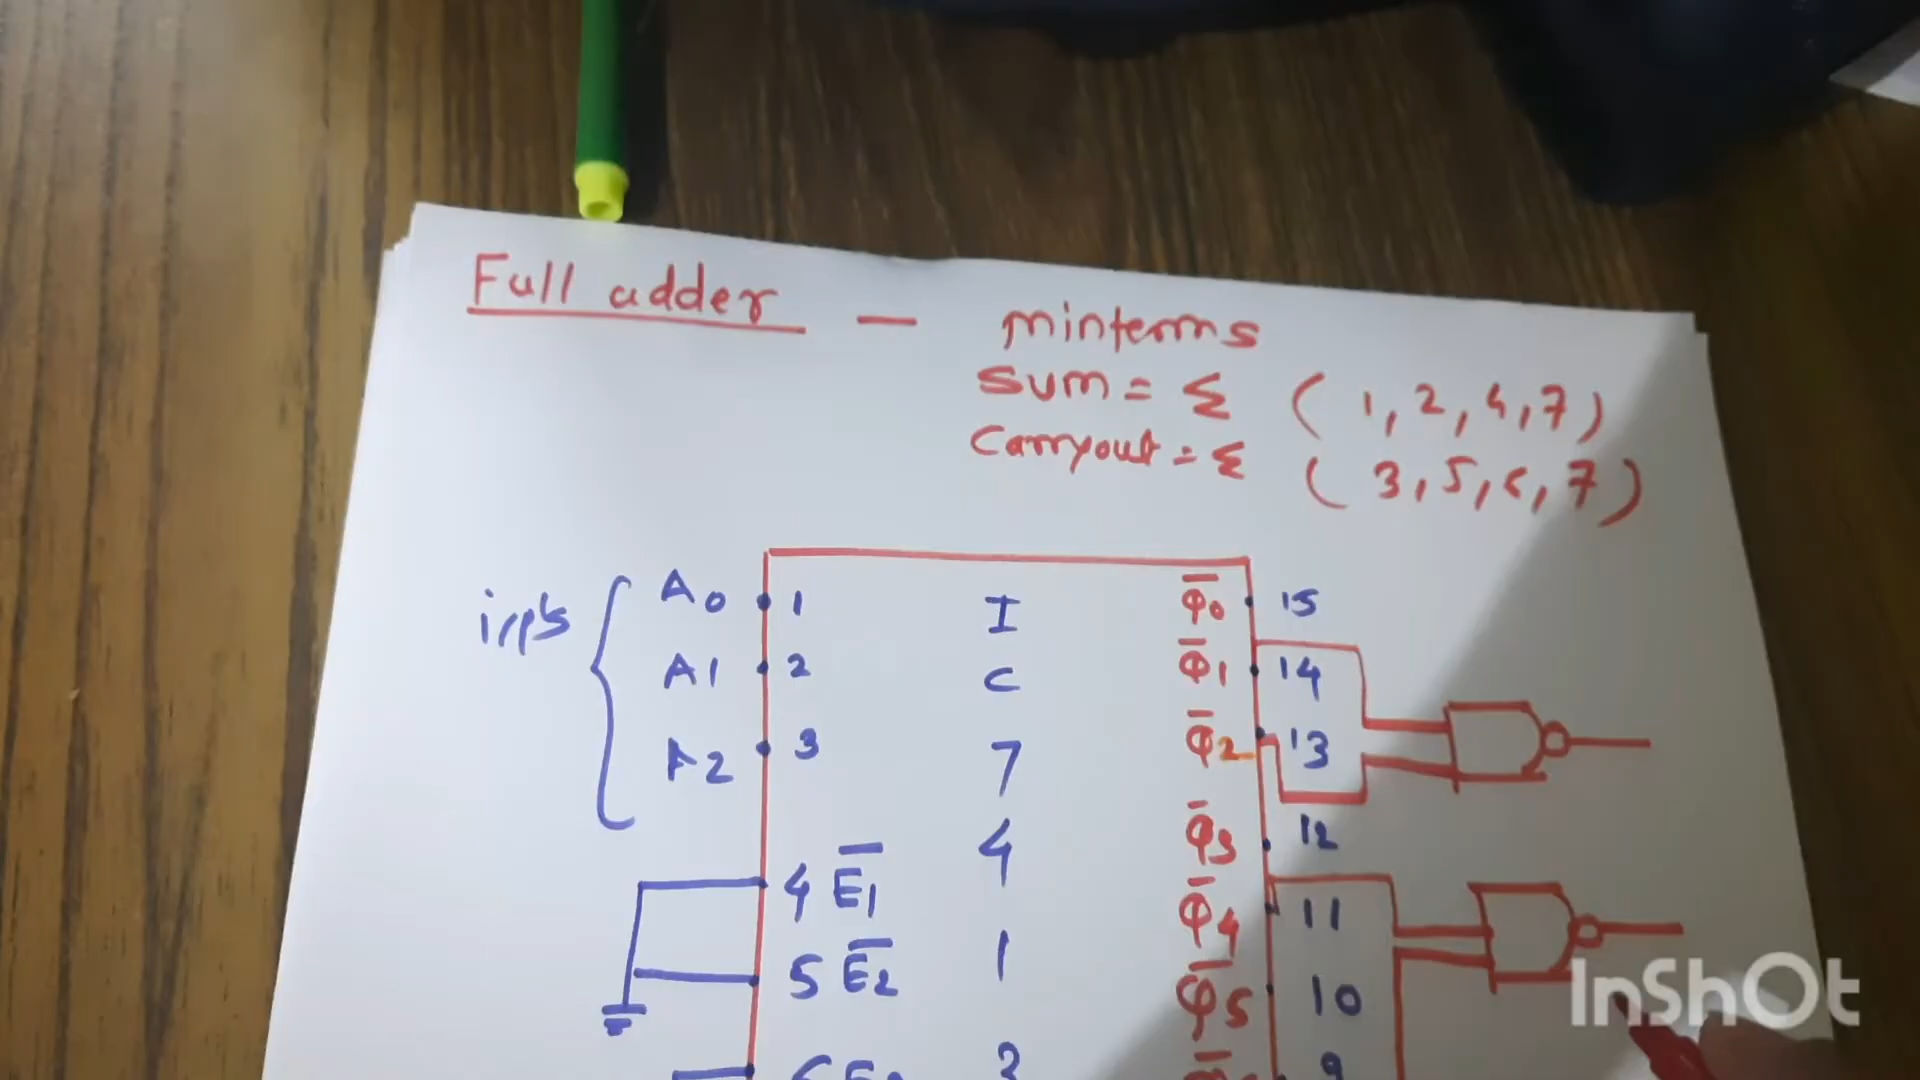 Full adder — minterms
Sum = Σ ( 1, 2, 4, 7 )
Carryout = Σ ( 3, 5, 6, 7 )
A0 1 I Φ̅0 15
i/p's A1 2 C Φ̅1 14
A2 3 7 Φ̅2 13
4 Φ̅3 12
4 E̅1 Φ̅4 11
5 E̅2 1 Φ̅5 10
3 9
InShOt